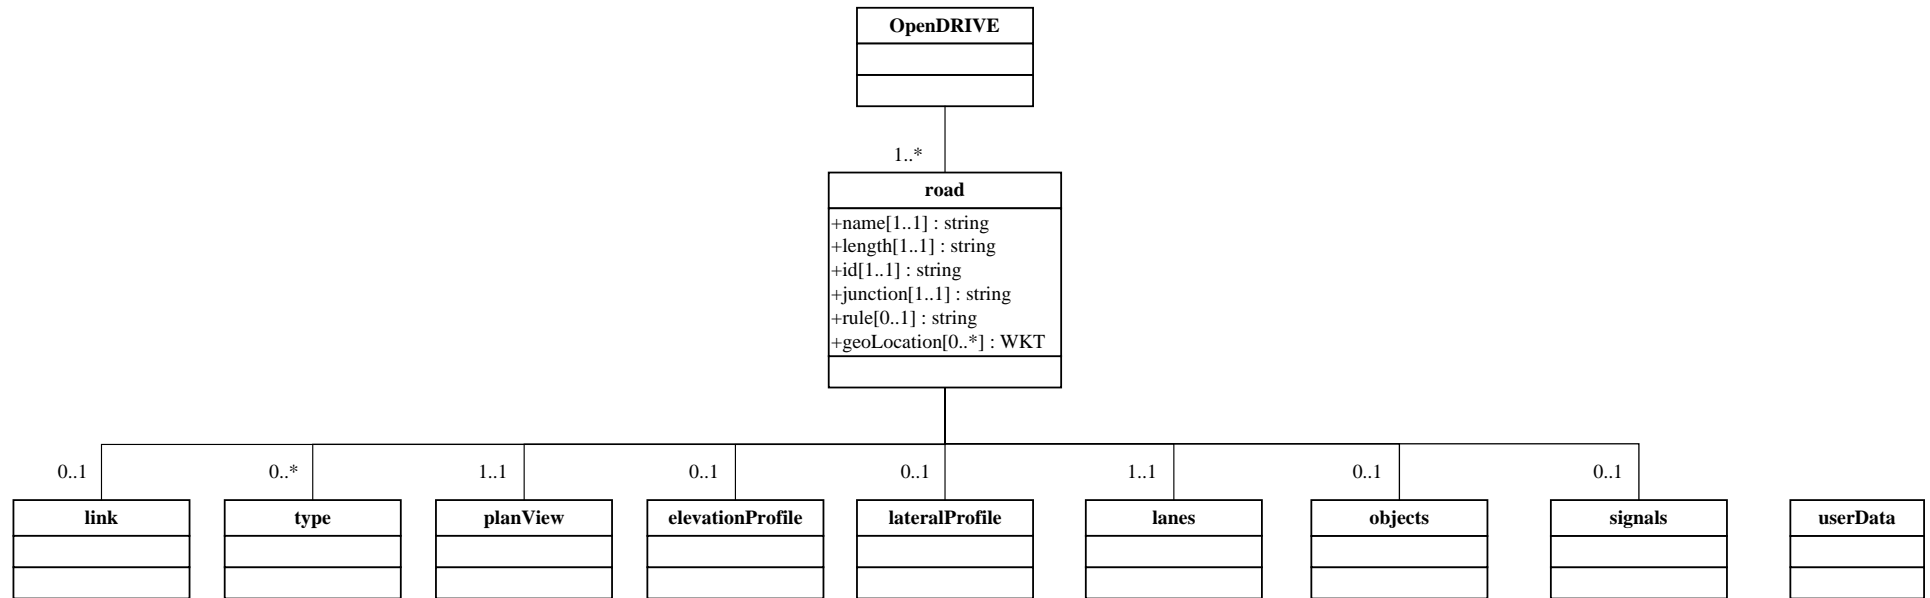 OpenDRIVE
1..*
road
+name[1..1] : string
+length[1..1] : string
+id[1..1] : string
+junction[1..1] : string
+rule[0..1] : string
+geoLocation[0..*] : WKT
0..1 0..* 1..1 0..1 0..1 1..1 0..1 0..1
link type planView elevationProfile lateralProfile lanes objects signals userData